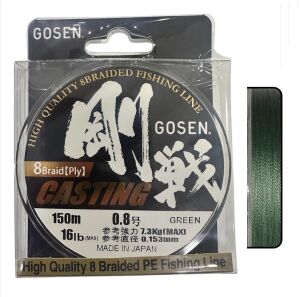 GOSEN
HIGH QUALITY 8BRAIDED FISHING LINE
剛戦
GOSEN.
8Braid【Ply】
CASTING
150m 0.8号 GREEN
16lb(MAX) 参考強力 7.3Kg(MAX)
参考直径 0.153mm
MADE IN JAPAN
High Quality 8 Braided PE Fishing Line